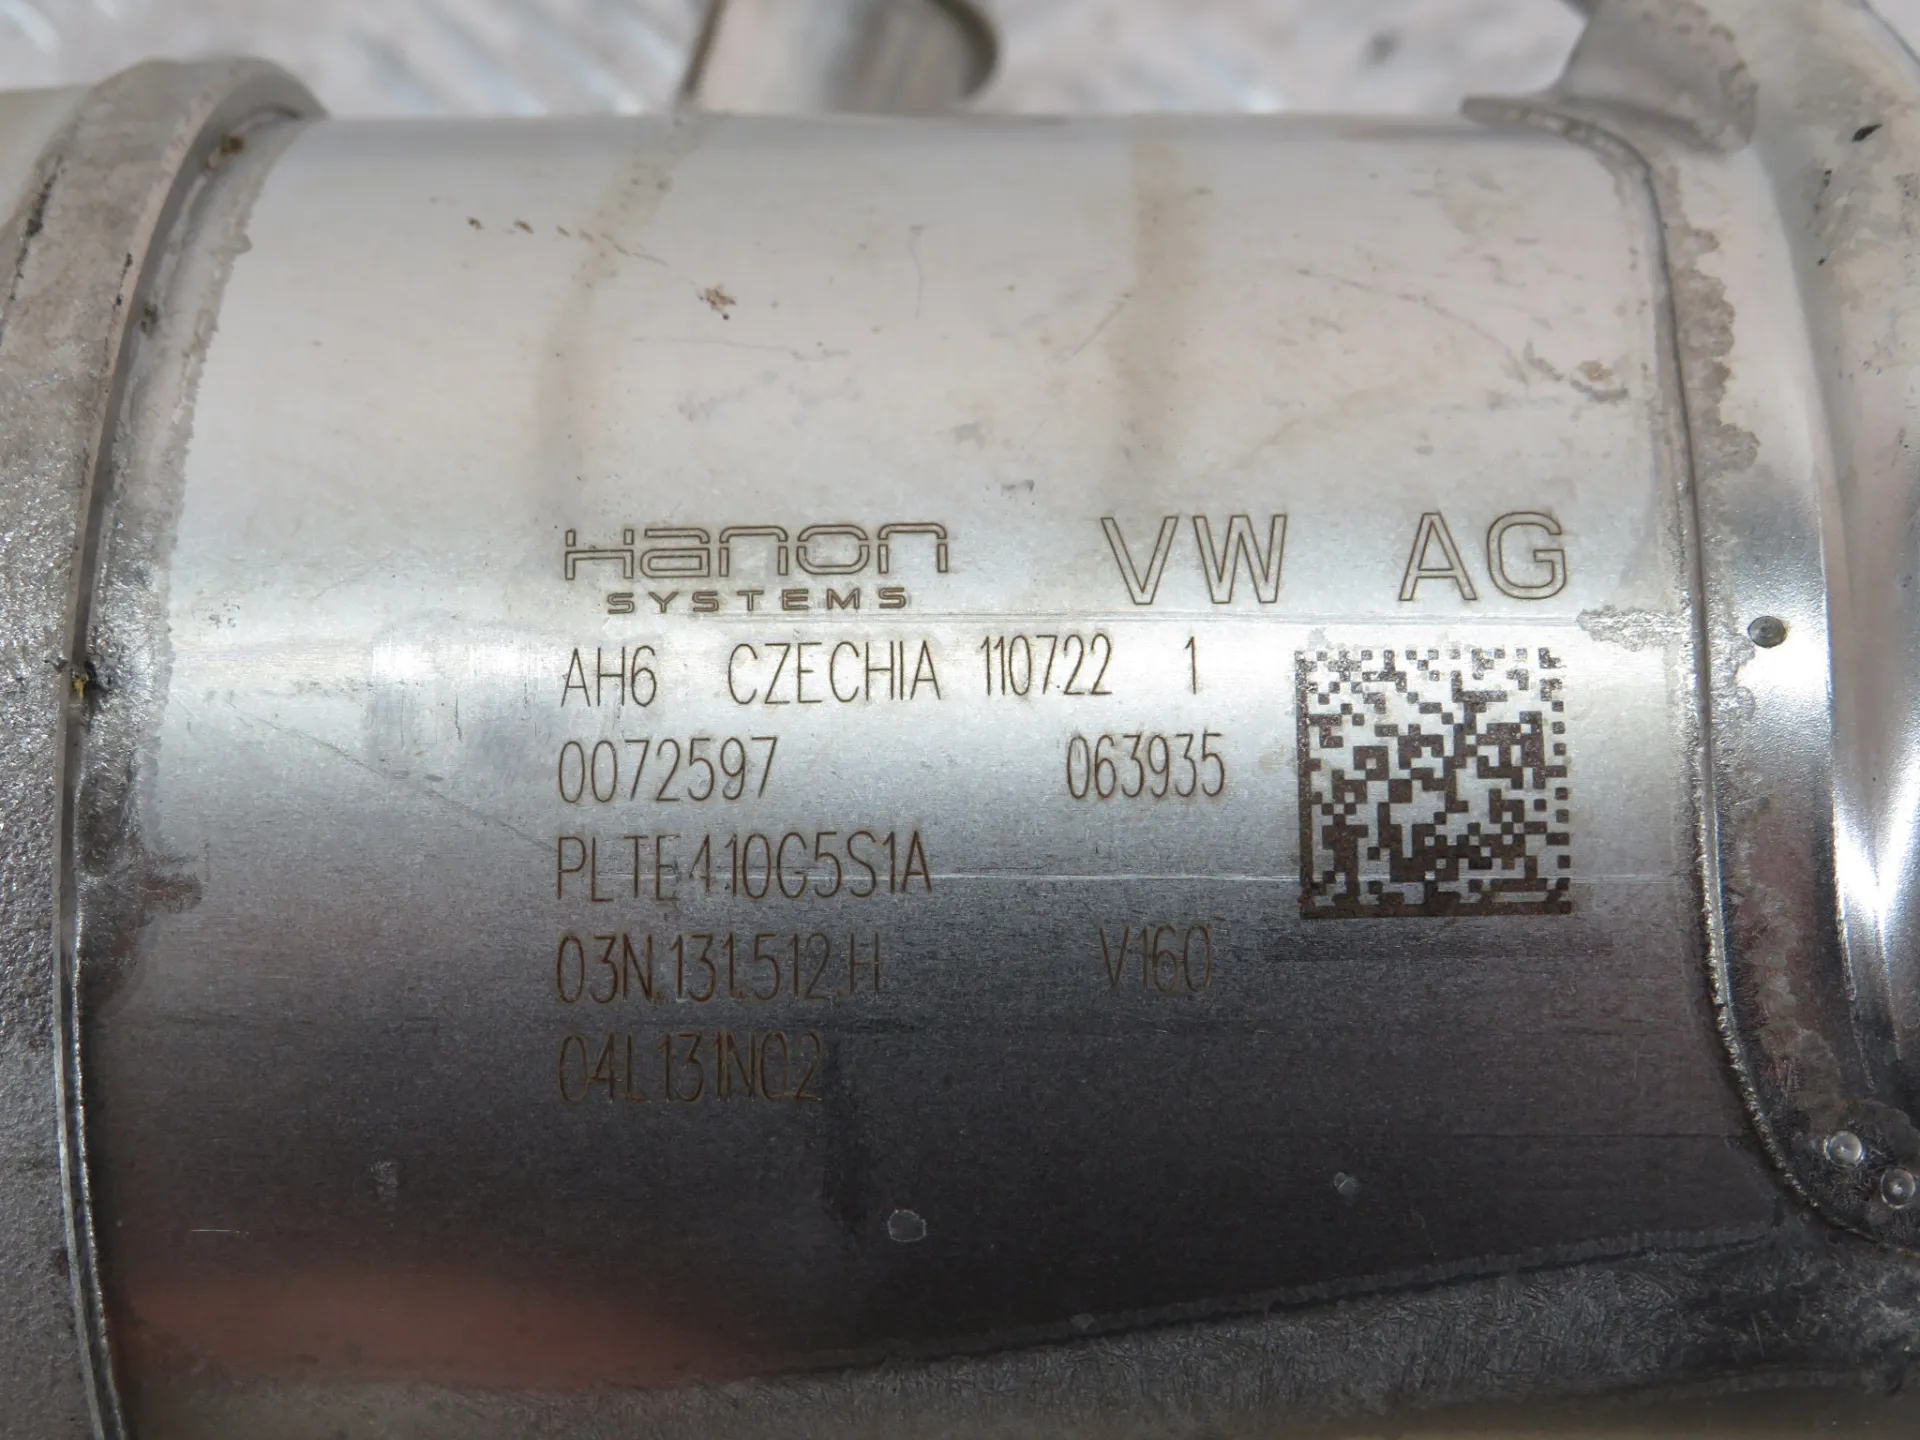 Hanon VW AG
SYSTEMS
AH6 CZECHIA 110722 1
0072597 063935
PLTE410G5S1A
03N.131.512.H V160
04L131N02